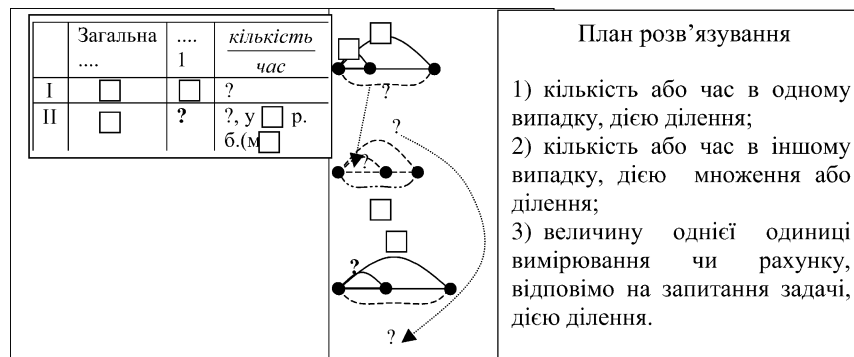 Загальна
....
....
1
кількість
час
I
?
II
?
?, у р.
б.(м
?
?
?
?
?
План розв’язування
1) кількість або час в одному
випадку, дією ділення;
2) кількість або час в іншому
випадку, дією множення або
ділення;
3) величину однієї одиниці
вимірювання чи рахунку,
відповімо на запитання задачі,
дією ділення.